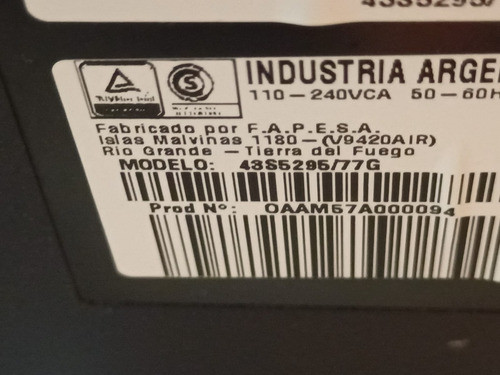 43S5295/
INDUSTRIA ARGE
110-240VCA 50-60H
Fabricado por F.A.P.E.S.A.
Islas Malvinas 1180-(V9420AIR)
Rio Grande -Tierra del Fuego
MODELO: 43S5295/77G
Prod Nº: OAAM57A000094